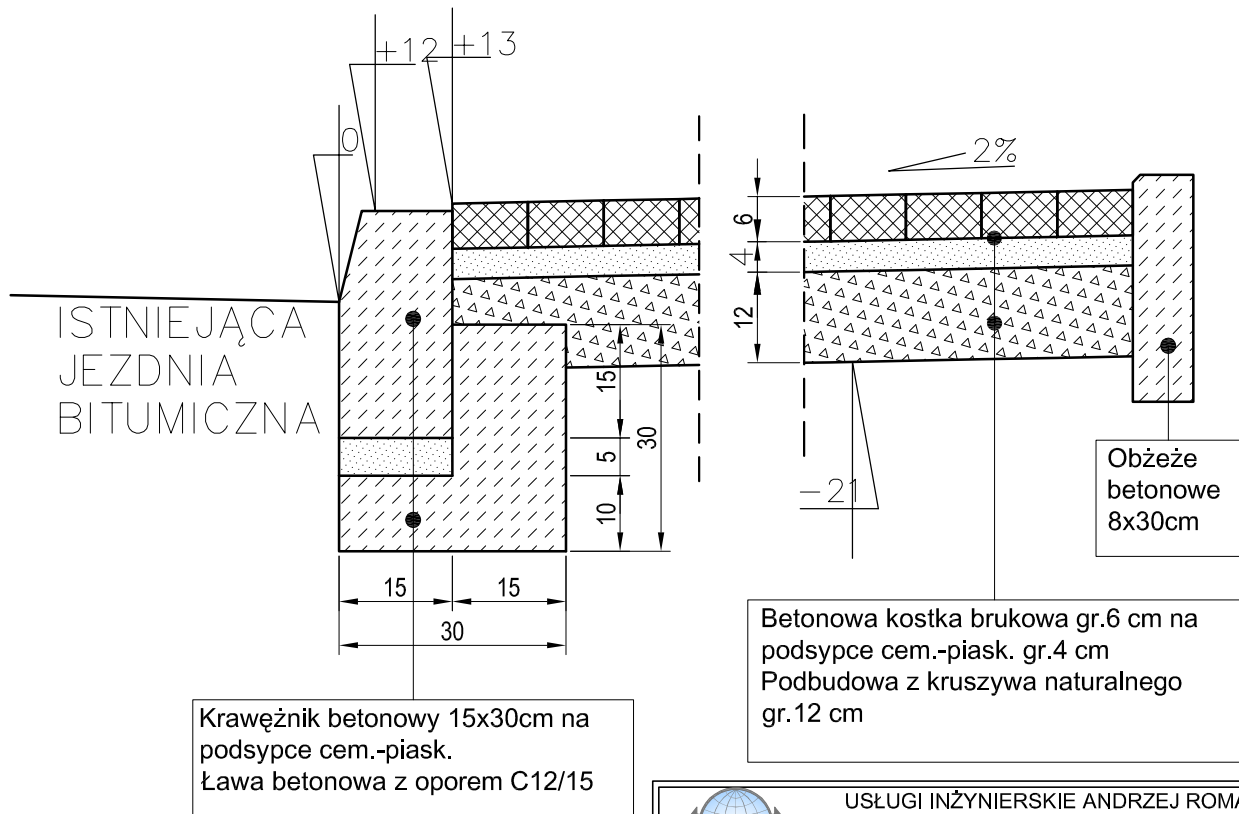 +12
+13
0
2%
6
4
12
ISTNIEJĄCA
JEZDNIA
BITUMICZNA
15
5
10
30
-21
15
15
30
Obżeże
betonowe
8x30cm
Betonowa kostka brukowa gr.6 cm na
podsypce cem.-piask. gr.4 cm
Podbudowa z kruszywa naturalnego
gr.12 cm
Krawężnik betonowy 15x30cm na
podsypce cem.-piask.
Ława betonowa z oporem C12/15
USŁUGI INŻYNIERSKIE ANDRZEJ ROMA